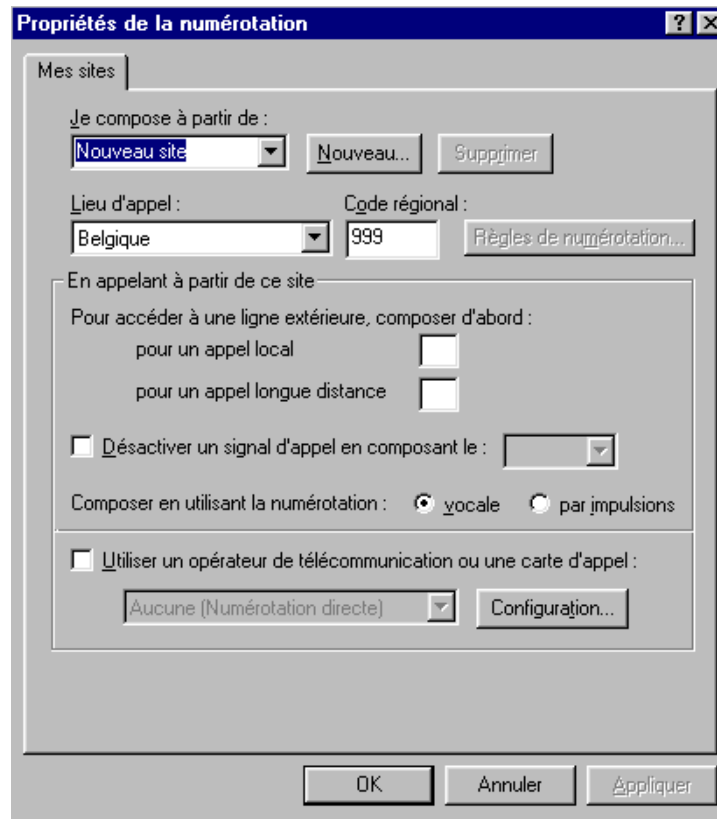 Propriétés de la numérotation
Mes sites
Je compose à partir de :
Nouveau site Nouveau... Supprimer
Lieu d'appel : Code régional :
Belgique 999 Règles de numérotation...
En appelant à partir de ce site
Pour accéder à une ligne extérieure, composer d'abord :
pour un appel local
pour un appel longue distance
Désactiver un signal d'appel en composant le :
Composer en utilisant la numérotation : vocale par impulsions
Utiliser un opérateur de télécommunication ou une carte d'appel :
Aucune (Numérotation directe) Configuration...
OK Annuler Appliquer